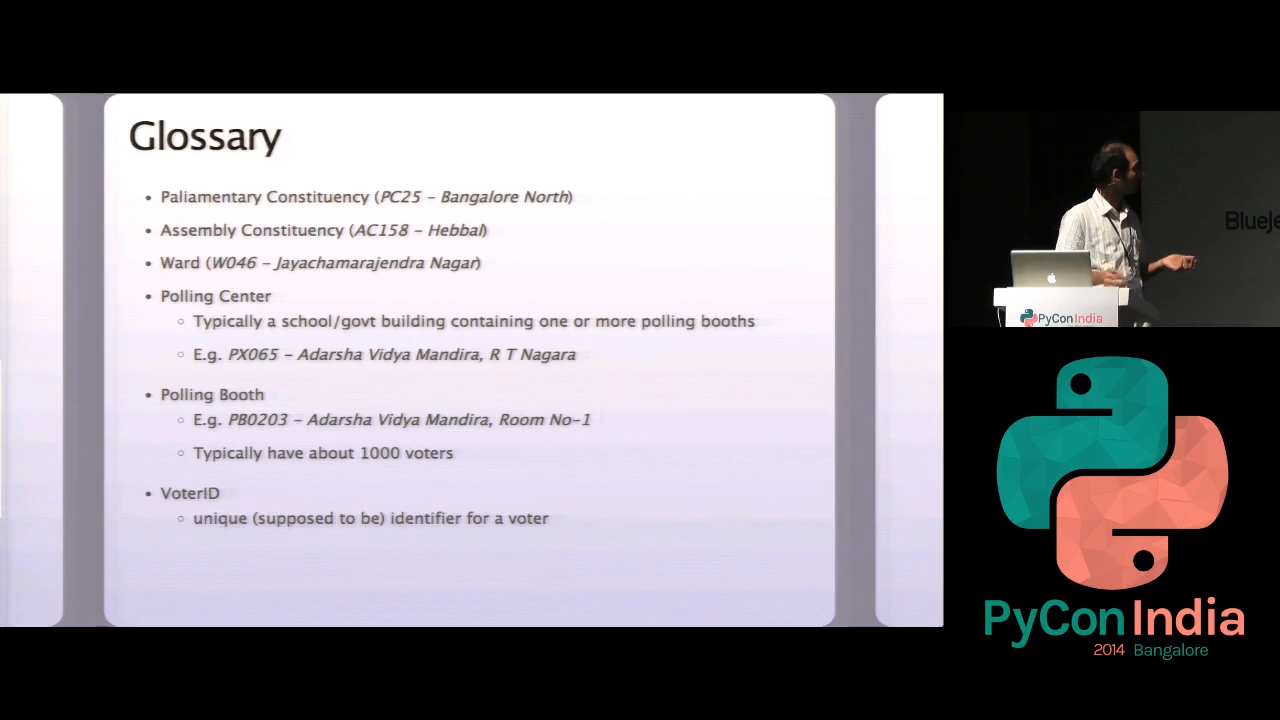 Glossary
• Paliamentary Constituency (PC25 – Bangalore North)
• Assembly Constituency (AC158 – Hebbal)
• Ward (W046 – Jayachamarajendra Nagar)
• Polling Center
◦ Typically a school/govt building containing one or more polling booths
◦ E.g. PX065 – Adarsha Vidya Mandira, R T Nagara
• Polling Booth
◦ E.g. PB0203 – Adarsha Vidya Mandira, Room No-1
◦ Typically have about 1000 voters
• VoterID
◦ unique (supposed to be) identifier for a voter
BlueJe
PyConIndia
PyCon India
2014 Bangalore